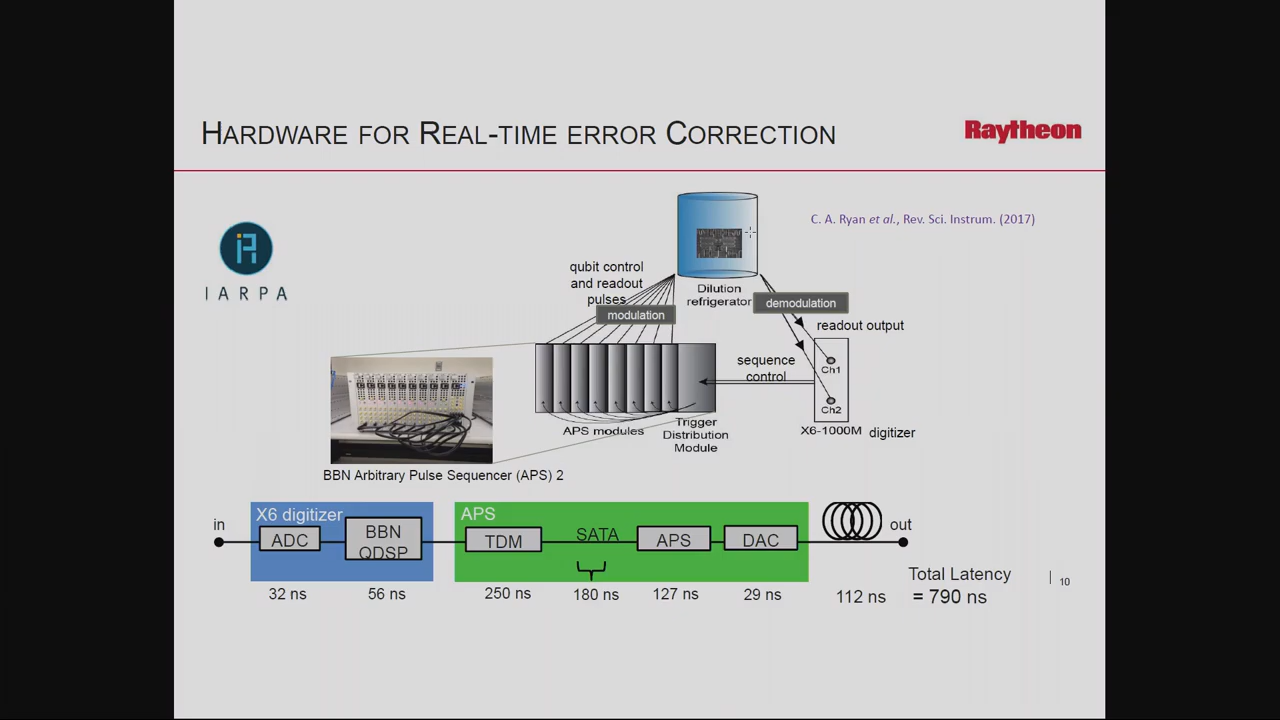 HARDWARE FOR REAL-TIME ERROR CORRECTION
Raytheon
C. A. Ryan et al., Rev. Sci. Instrum. (2017)
IARPA
qubit control
and readout
pulses
modulation
Dilution
refrigerator
demodulation
readout output
sequence
control
Ch1
Ch2
X6-1000M
digitizer
APS modules
Trigger
Distribution
Module
BBN Arbitrary Pulse Sequencer (APS) 2
in
X6 digitizer
ADC
BBN
QDSP
APS
TDM
SATA
APS
DAC
out
32 ns
56 ns
250 ns
180 ns
127 ns
29 ns
112 ns
Total Latency
= 790 ns
10